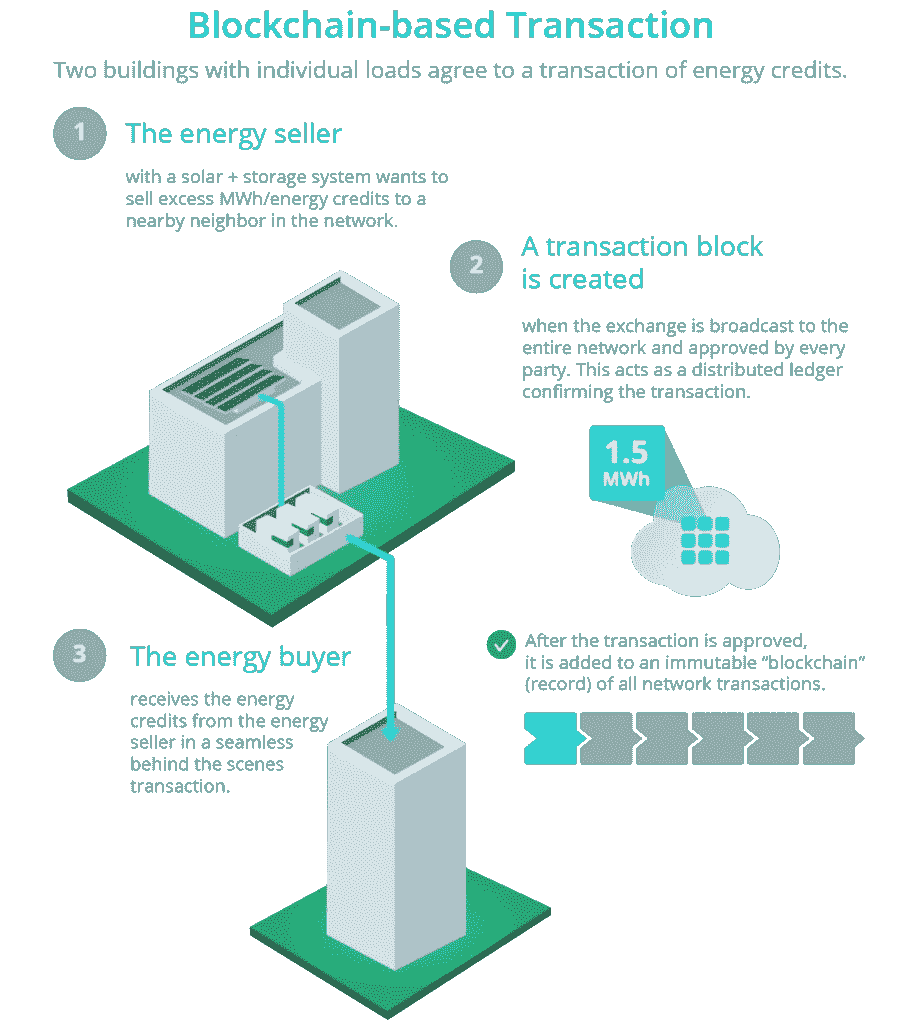 Blockchain-based Transaction
Two buildings with individual loads agree to a transaction of energy credits.
1
The energy seller
with a solar + storage system wants to
sell excess MWh/energy credits to a
nearby neighbor in the network.
2
A transaction block
is created
when the exchange is broadcast to the
entire network and approved by every
party. This acts as a distributed ledger
confirming the transaction.
1.5
MWh
3
The energy buyer
receives the energy
credits from the energy
seller in a seamless
behind the scenes
transaction.
After the transaction is approved,
it is added to an immutable “blockchain”
(record) of all network transactions.